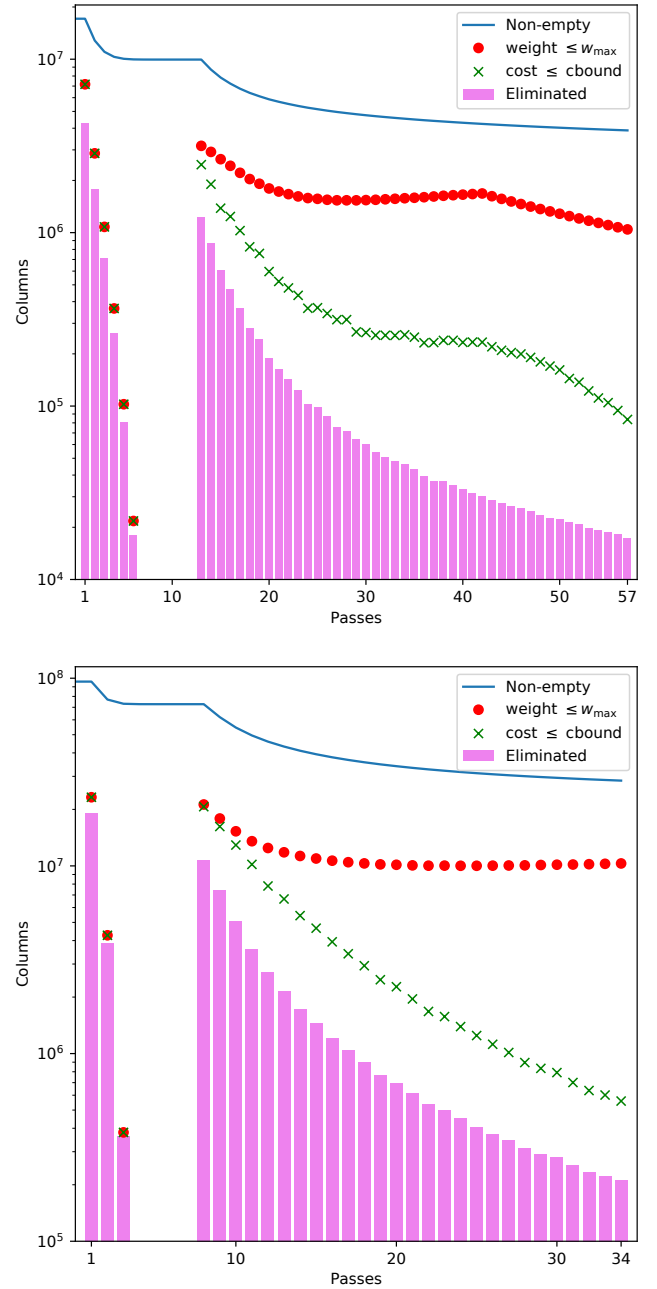 10^7
10^6
10^5
10^4
Columns
Non-empty
weight ≤ w_max
cost ≤ cbound
Eliminated
1 10 20 30 40 50 57
Passes
10^8
10^7
10^6
10^5
Columns
Non-empty
weight ≤ w_max
cost ≤ cbound
Eliminated
1 10 20 30 34
Passes